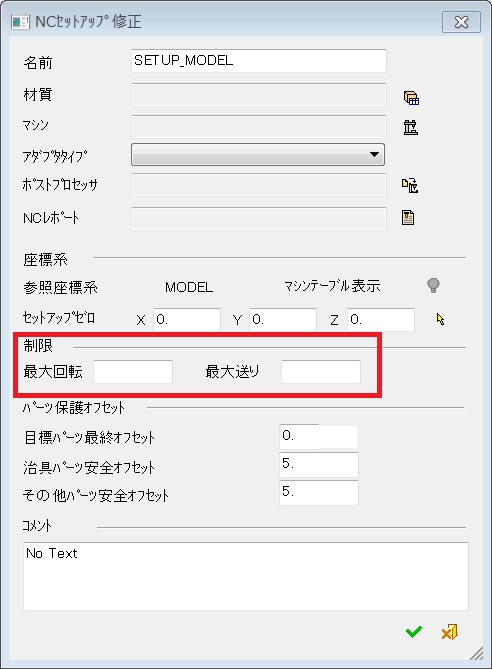 NCｾｯﾄｱｯﾌﾟ修正
名前 SETUP_MODEL
材質
マシン
ｱﾀﾞﾌﾟﾀﾀｲﾌﾟ
ﾎﾟｽﾄﾌﾟﾛｾｯｻ
NCﾚﾎﾟｰﾄ
座標系
参照座標系 MODEL マシンテーブル表示
ｾｯﾄｱｯﾌﾟｾﾞﾛ X 0. Y 0. Z 0.
制限
最大回転 最大送り
ﾊﾟｰﾂ保護ｵﾌｾｯﾄ
目標ﾊﾟｰﾂ最終ｵﾌｾｯﾄ 0.
治具ﾊﾟｰﾂ安全ｵﾌｾｯﾄ 5.
その他ﾊﾟｰﾂ安全ｵﾌｾｯﾄ 5.
ｺﾒﾝﾄ
No Text